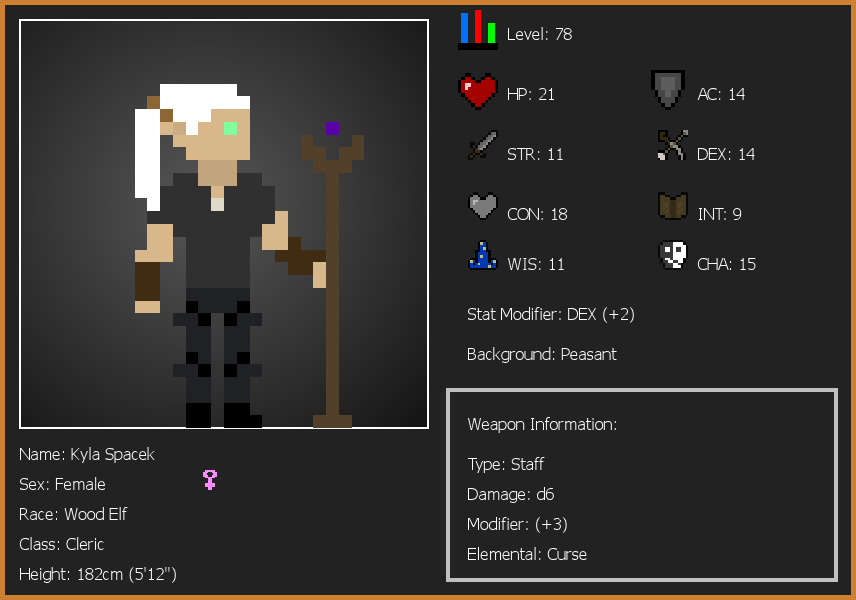 Level: 78
HP: 21
AC: 14
STR: 11
DEX: 14
CON: 18
INT: 9
WIS: 11
CHA: 15
Stat Modifier: DEX (+2)
Background: Peasant
Weapon Information:
Type: Staff
Damage: d6
Modifier: (+3)
Elemental: Curse
Name: Kyla Spacek
Sex: Female
Race: Wood Elf
Class: Cleric
Height: 182cm (5'12")